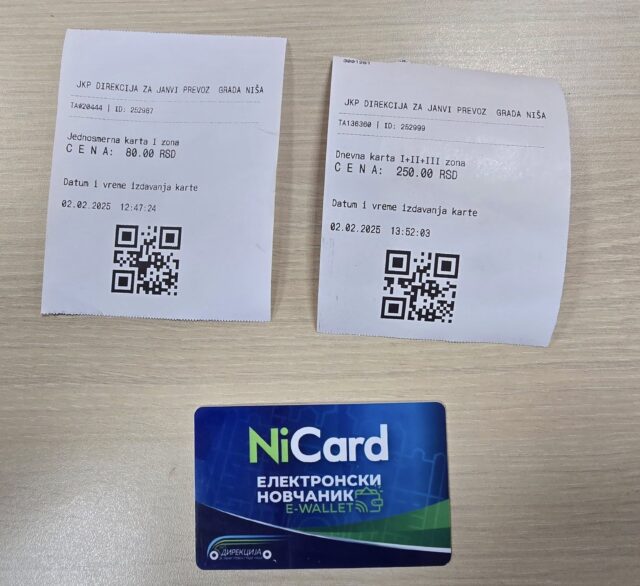 JKP DIREKCIJA ZA JANVI PREVOZ GRADA NIŠA
TA020444 | ID: 252987
Jednosmerna karta I zona
CENA: 80.00 RSD
Datum i vreme izdavanja karte
02.02.2025 12:47:24
JKP DIREKCIJA ZA JANVI PREVOZ GRADA NIŠA
TA136360 | ID: 252999
Dnevna karta I+II+III zona
CENA: 250.00 RSD
Datum i vreme izdavanja karte
02.02.2025 13:52:03
NiCard
ЕЛЕКТРОНСКИ
НОВЧАНИК
E-WALLET
ДИРЕКЦИЈА